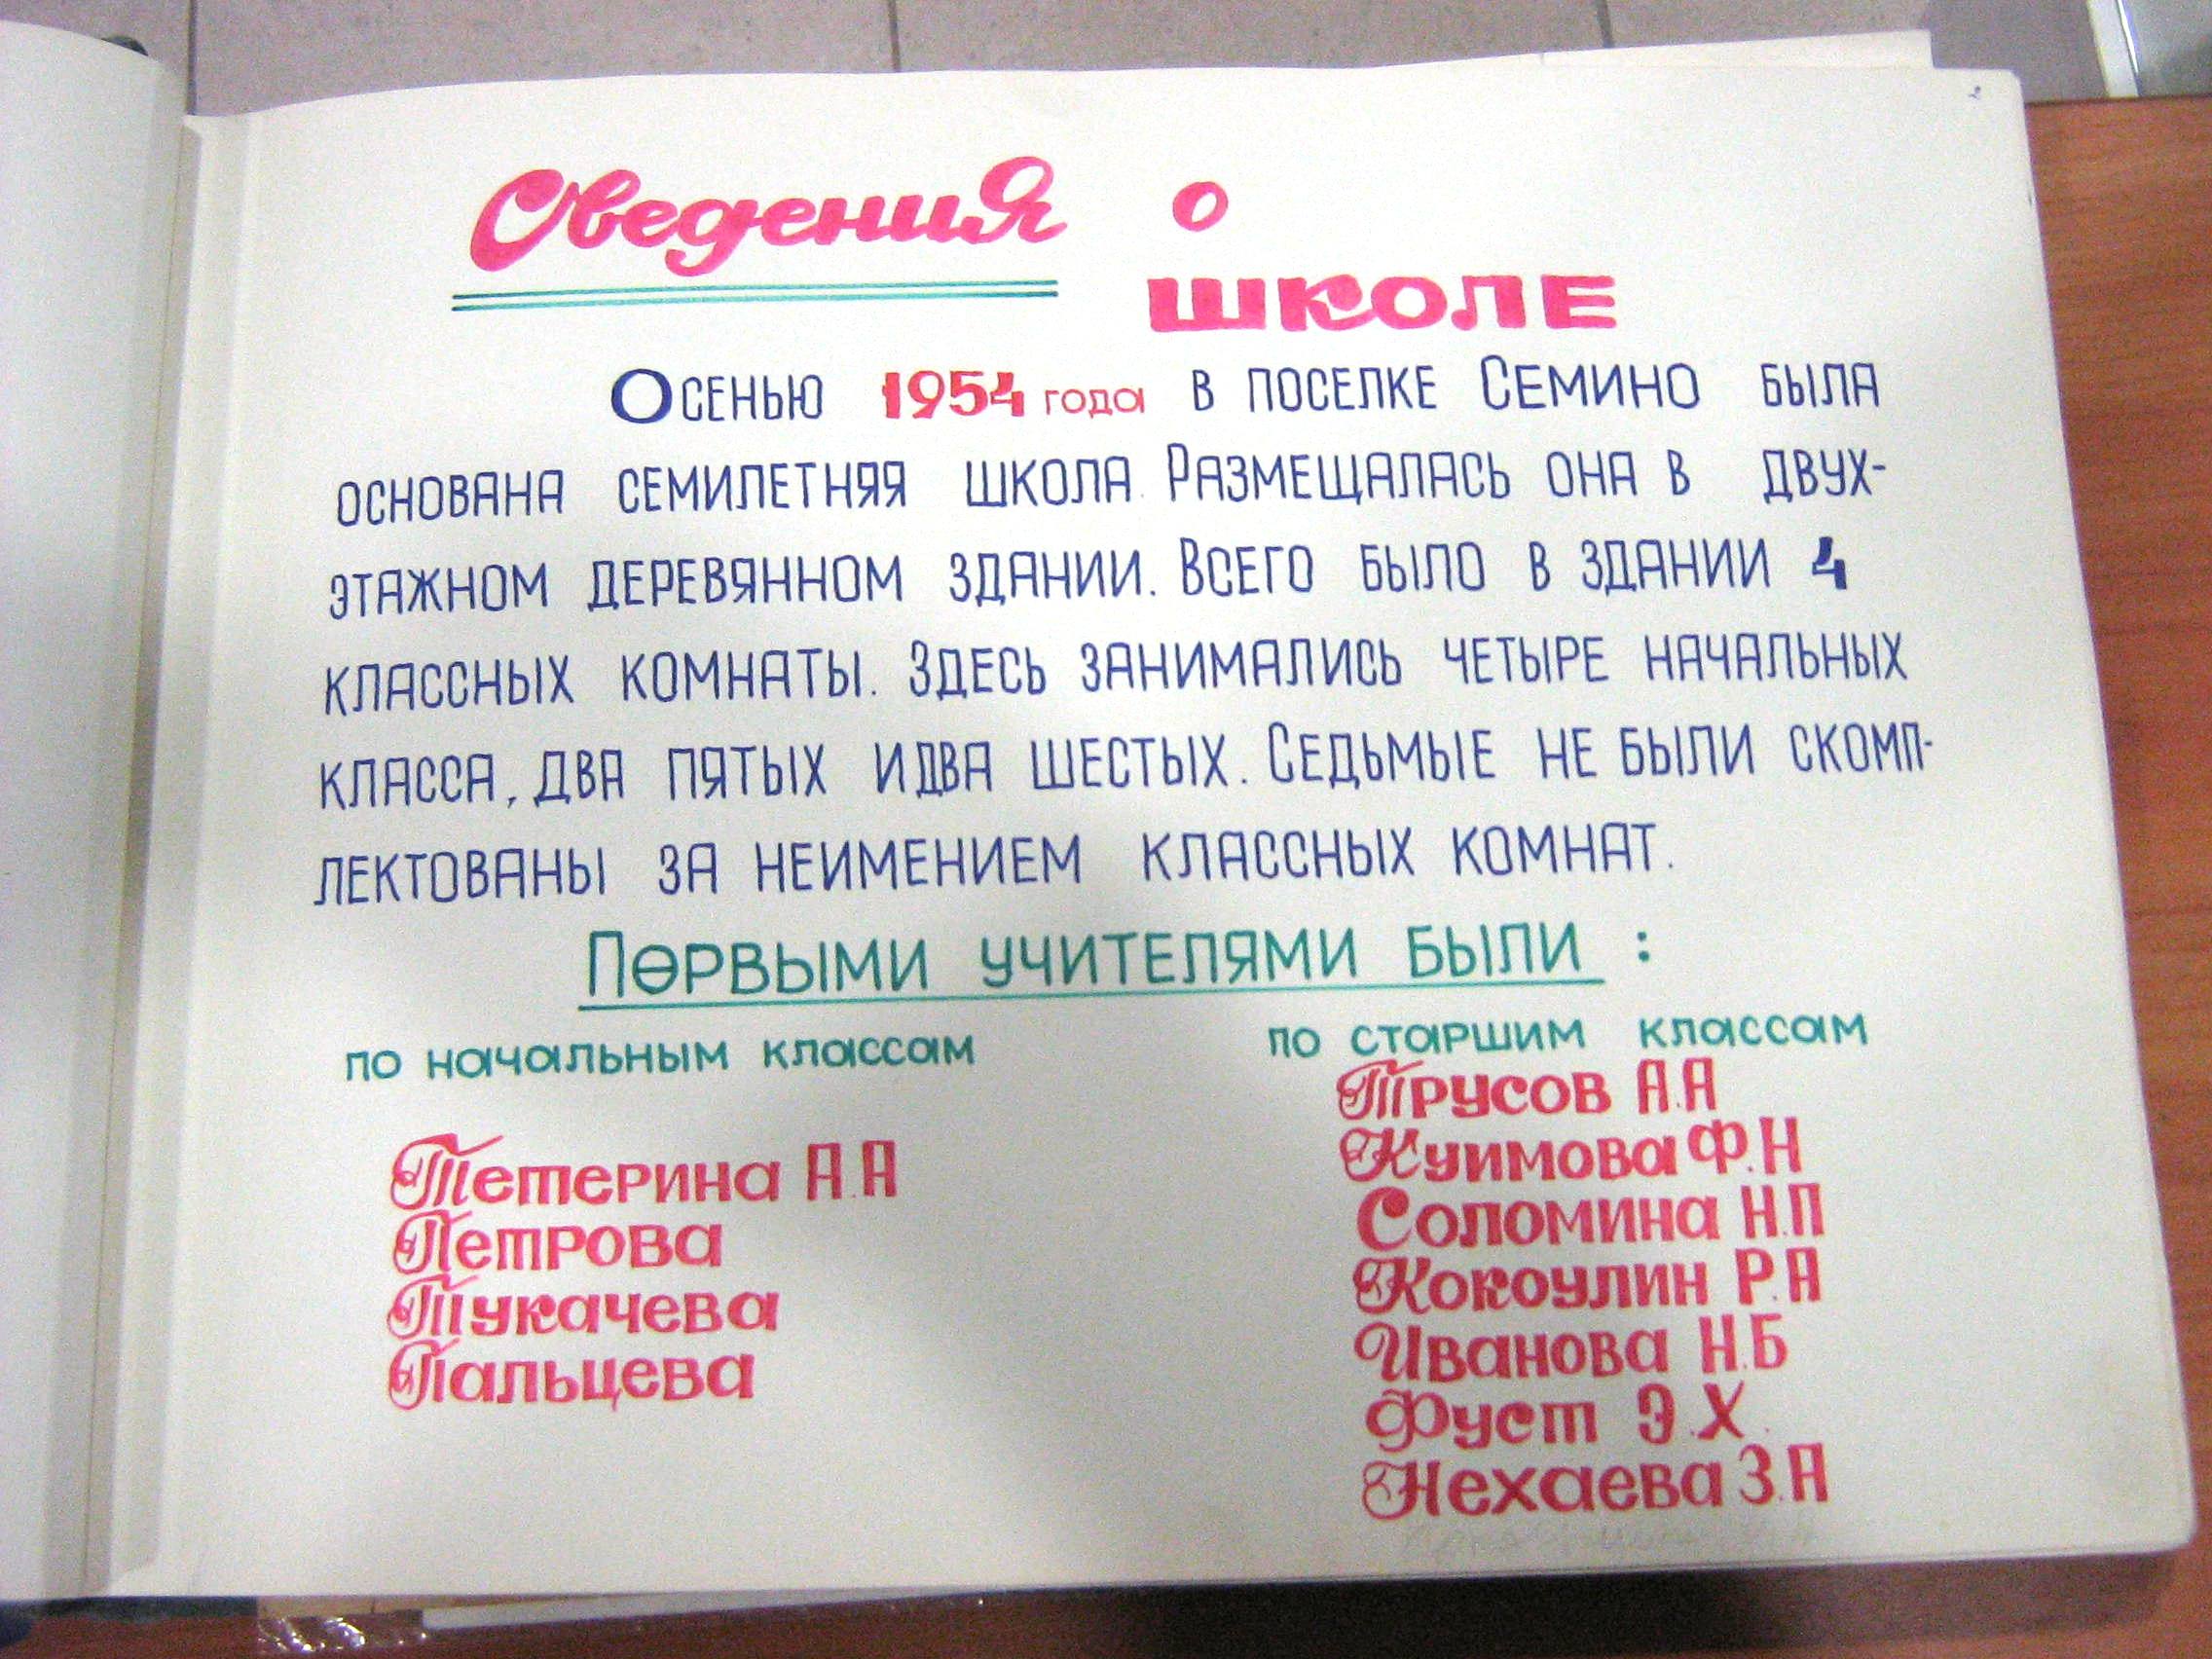 Сведения о
школе
Осенью 1954 года в поселке Семино была
основана семилетняя школа. Размещалась она в двух-
этажном деревянном здании. Всего было в здании 4
классных комнаты. Здесь занимались четыре начальных
класса, два пятых и два шестых. Седьмые не были скомп-
лектованы за неимением классных комнат.
Первыми учителями были :
по начальным классам
Тетерина А.А
Петрова
Тукачева
Пальцева
по старшим классам
Трусов А.А
Куимова Ф.Н
Соломина Н.П
Кокоулин Р.А
Иванова Н.Б
Фуст Э.Х.
Нехаева З.А